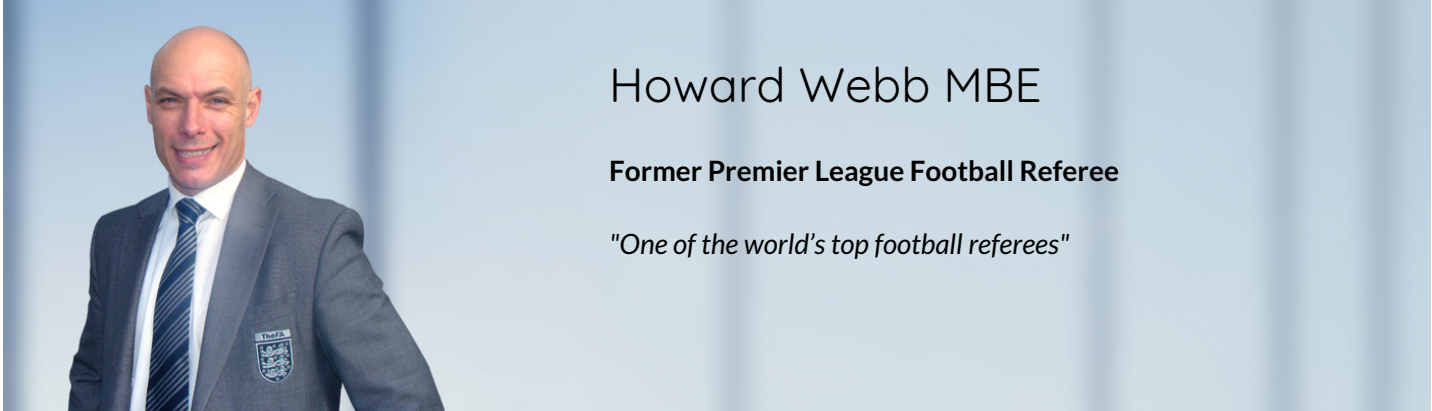 Howard Webb MBE
Former Premier League Football Referee
"One of the world’s top football referees"
TheFA